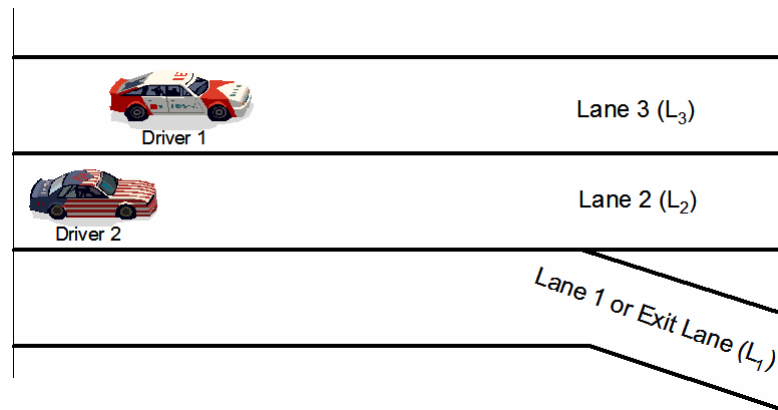 Lane 3 (L₃)
Driver 1
Lane 2 (L₂)
Driver 2
Lane 1 or Exit Lane (L₁)